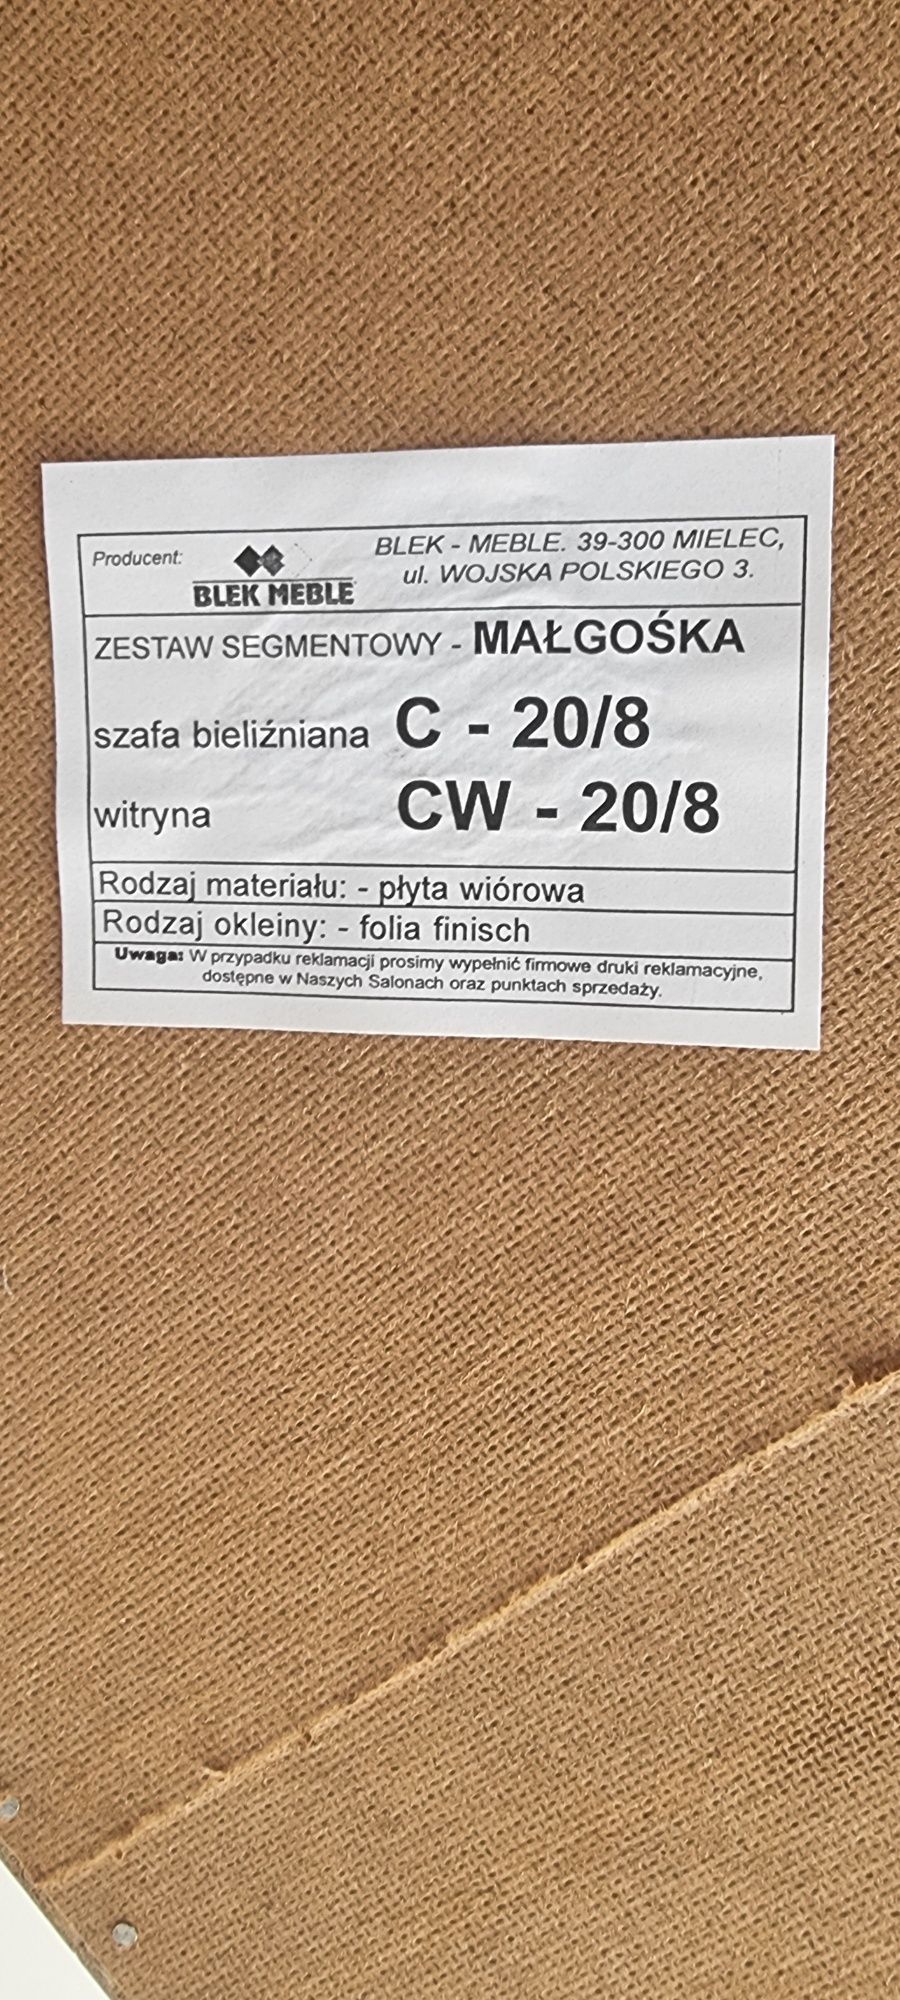 Producent:
BLEK MEBLE
BLEK - MEBLE. 39-300 MIELEC,
ul. WOJSKA POLSKIEGO 3.
ZESTAW SEGMENTOWY - MAŁGOŚKA
szafa bieliźniana C - 20/8
witryna CW - 20/8
Rodzaj materiału: - płyta wiórowa
Rodzaj okleiny: - folia finisch
Uwaga: W przypadku reklamacji prosimy wypełnić firmowe druki reklamacyjne,
dostępne w Naszych Salonach oraz punktach sprzedaży.